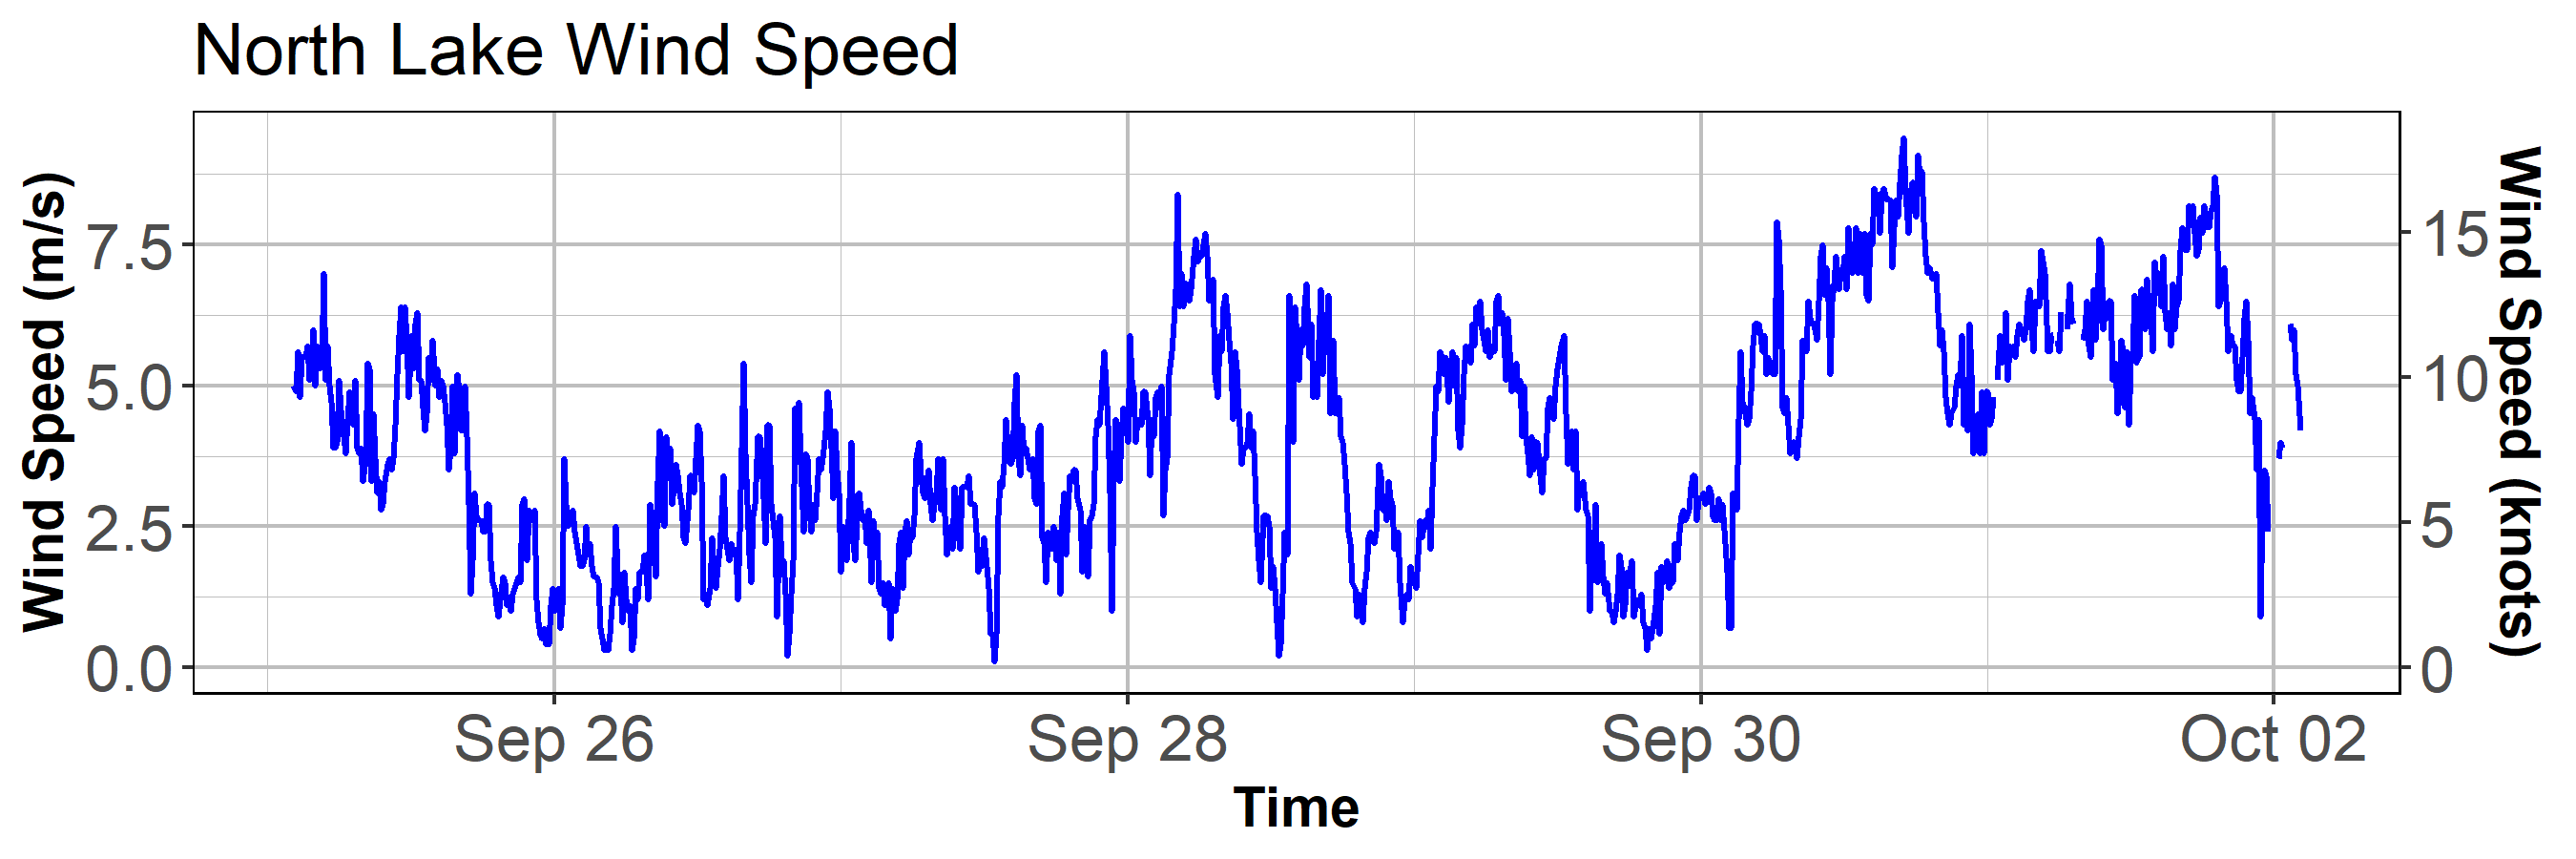 North Lake Wind Speed
Wind Speed (m/s)
7.5
5.0
2.5
0.0
15
10
5
0
Wind Speed (knots)
Sep 26
Sep 28
Sep 30
Oct 02
Time